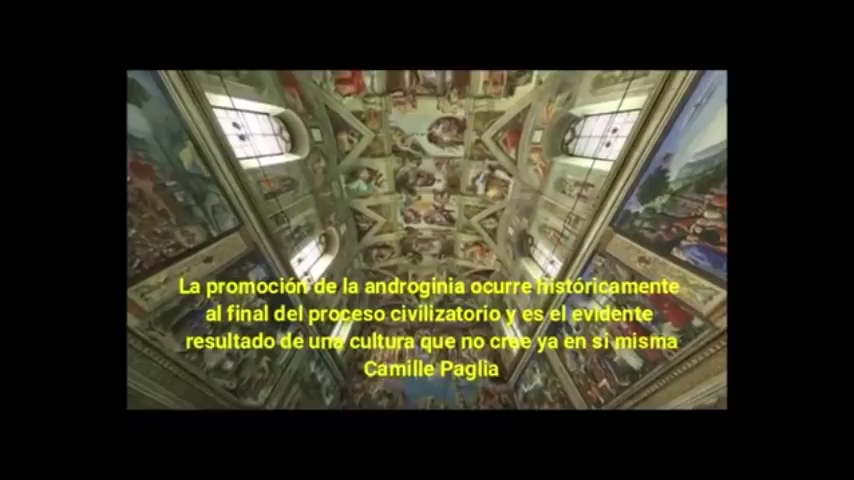 La promoción de la androginia ocurre históricamente
al final del proceso civilizatorio y es el evidente
resultado de una cultura que no cree ya en si misma
Camille Paglia